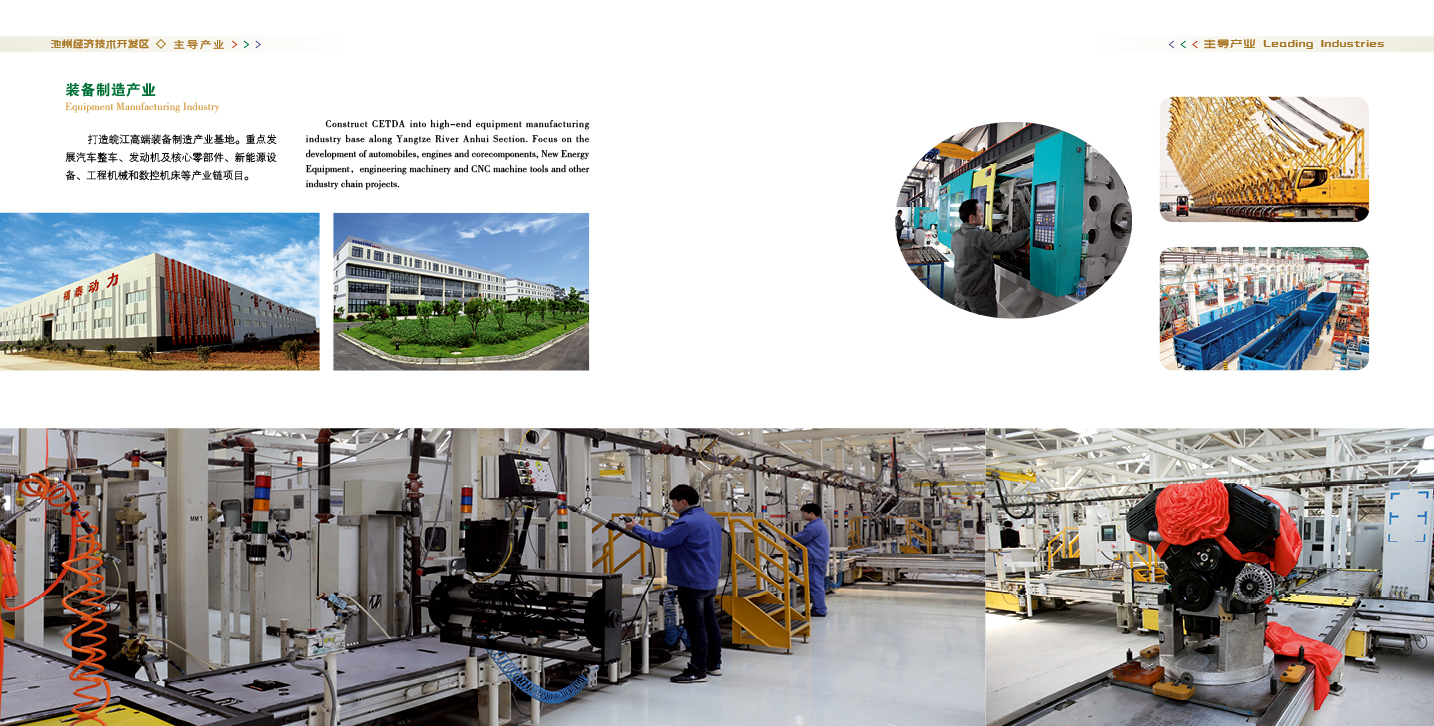 池州经济技术开发区 ◇ 主导产业 > > >
< < < 主导产业 Leading Industries
装备制造产业
Equipment Manufacturing Industry
打造皖江高端装备制造产业基地。重点发
展汽车整车、发动机及核心零部件、新能源设
备、工程机械和数控机床等产业链项目。
Construct CETDA into high-end equipment manufacturing
industry base along Yangtze River Anhui Section. Focus on the
development of automobiles, engines and corecomponents, New Energy
Equipment, engineering machinery and CNC machine tools and other
industry chain projects.
福泰动力
MM2
MM1